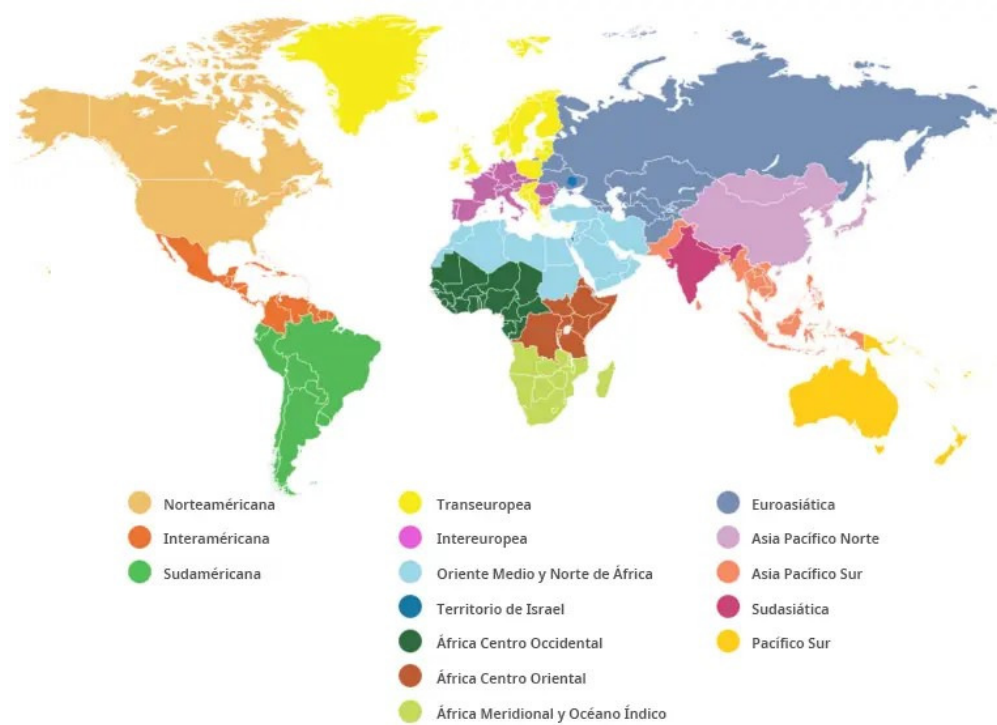 Norteaméricana
Interaméricana
Sudaméricana
Transeuropea
Intereuropea
Oriente Medio y Norte de África
Territorio de Israel
África Centro Occidental
África Centro Oriental
África Meridional y Océano Índico
Euroasiática
Asia Pacífico Norte
Asia Pacífico Sur
Sudasiática
Pacífico Sur